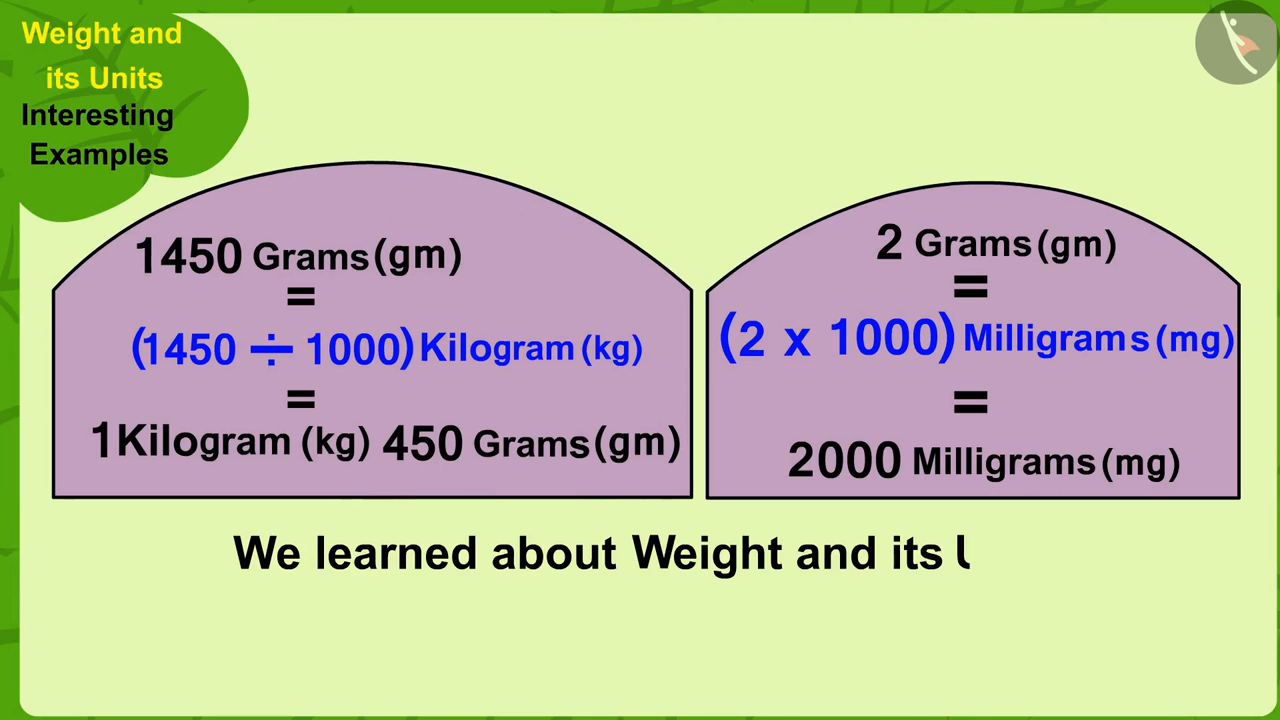 Weight and
its Units
Interesting
Examples
1450 Grams (gm)
=
(1450 ÷ 1000) Kilogram (kg)
=
1Kilogram (kg) 450 Grams (gm)
2 Grams (gm)
=
(2 x 1000) Milligrams (mg)
=
2000 Milligrams (mg)
We learned about Weight and its